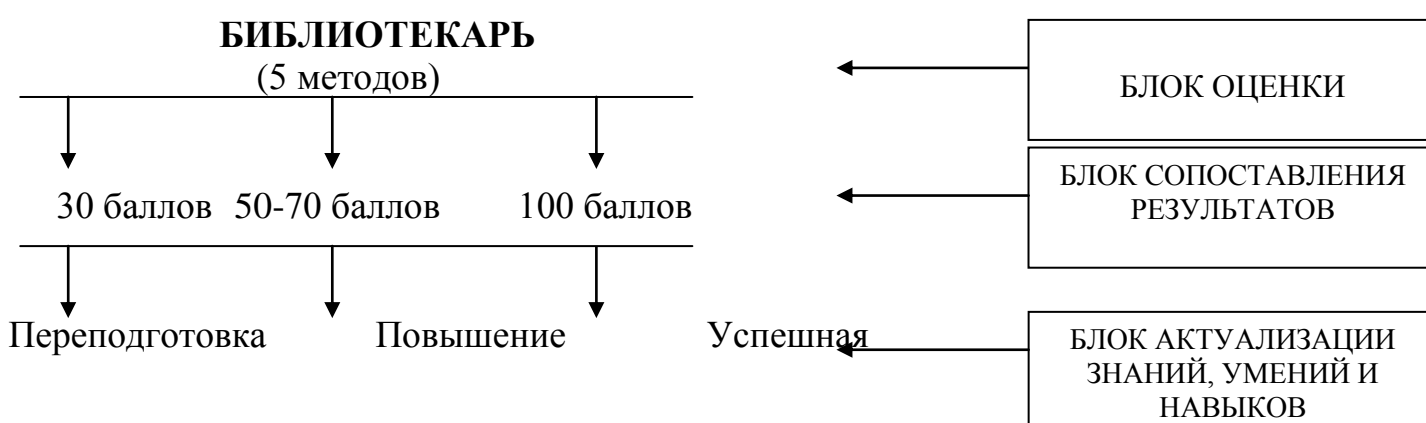 БИБЛИОТЕКАРЬ
(5 методов)
БЛОК ОЦЕНКИ
30 баллов 50-70 баллов 100 баллов
БЛОК СОПОСТАВЛЕНИЯ
РЕЗУЛЬТАТОВ
Переподготовка Повышение Успешная
БЛОК АКТУАЛИЗАЦИИ
ЗНАНИЙ, УМЕНИЙ И
НАВЫКОВ